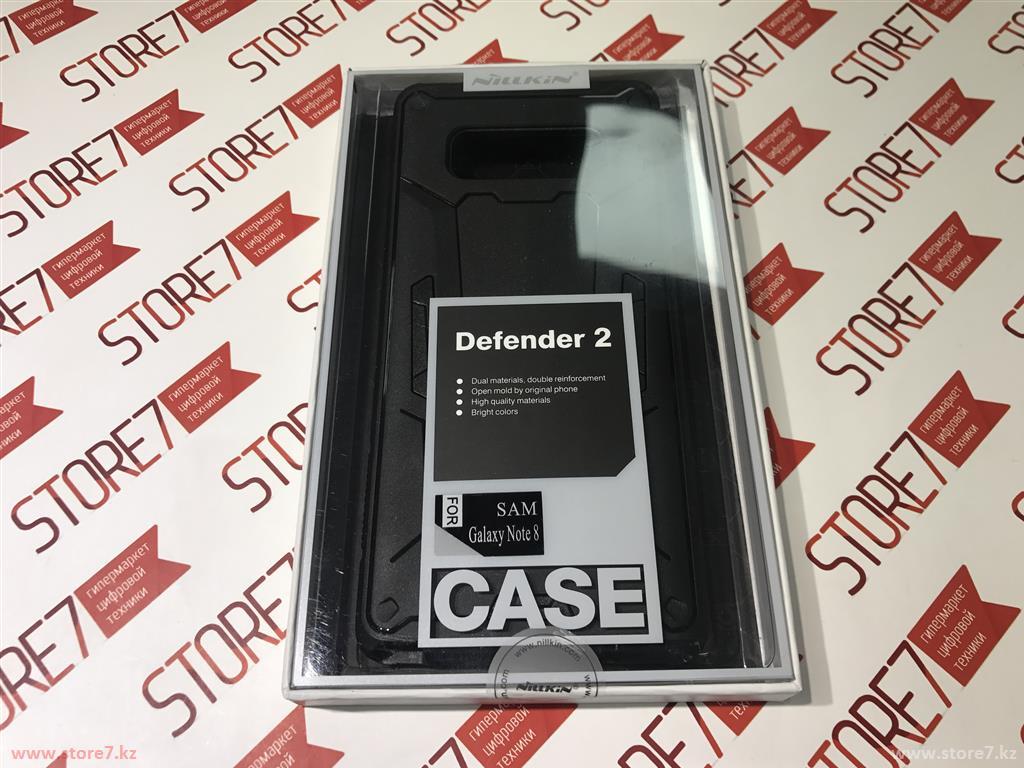 NiLLKiN
Defender 2
Dual materials, double reinforcement
Open mold by original phone
High quality materials
Bright colors
FOR
SAM
Galaxy Note 8
CASE
www.nillkin.com
NiLLKiN
STORE7
гипермаркет
цифровой
техники
www.store7.kz
www.store7.kz